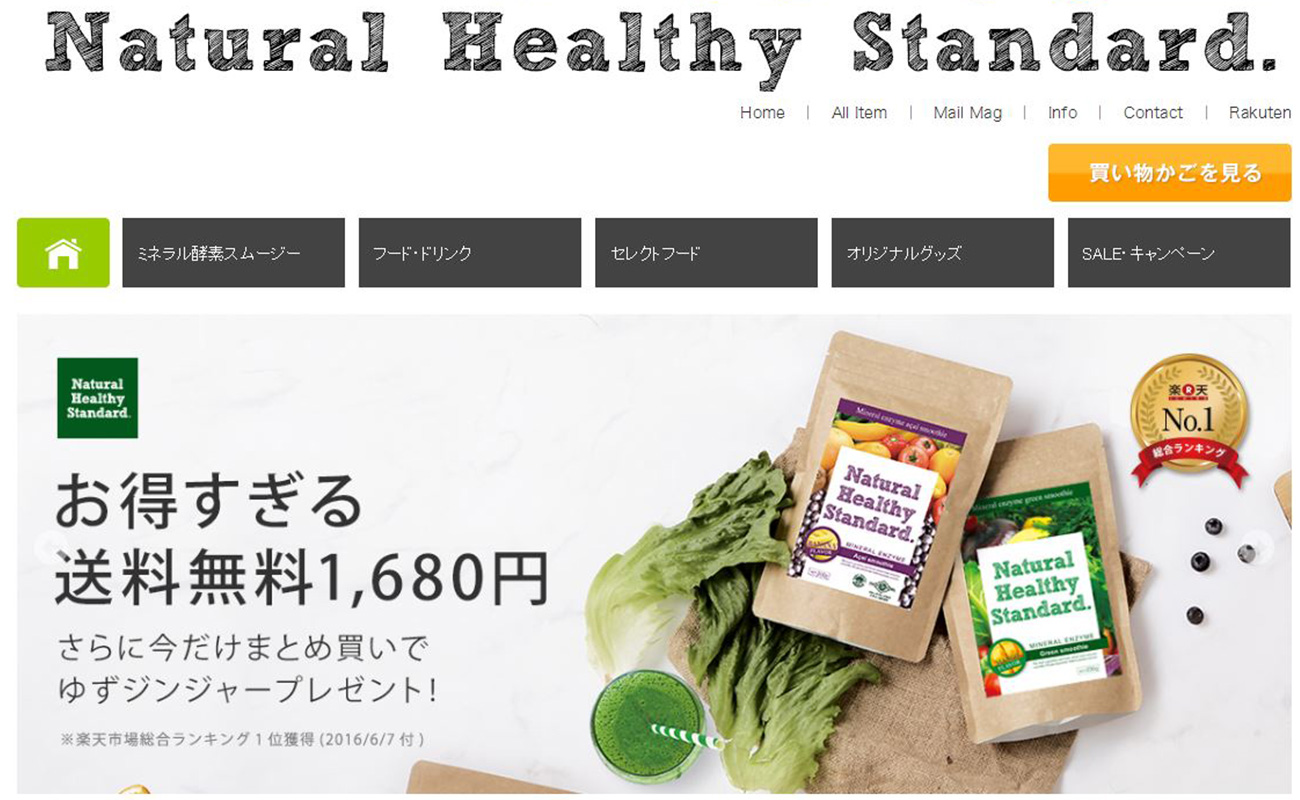 Natural Healthy Standard.
Home | All Item | Mail Mag | Info | Contact | Rakuten
買い物かごを見る
ミネラル酵素スムージー
フード・ドリンク
セレクトフード
オリジナルグッズ
SALE・キャンペーン
Natural
Healthy
Standard.
お得すぎる
送料無料1,680円
さらに今だけまとめ買いで
ゆずジンジャープレゼント!
※楽天市場総合ランキング1位獲得(2016/6/7付)
Mineral enzyme açai smoothie
Natural
Healthy
Standard.
MINERAL ENZYME
Açai smoothie
Mineral enzyme green smoothie
Natural
Healthy
Standard.
FLAVOR
MINERAL ENZYME
Green smoothie
楽天
No.1
総合ランキング